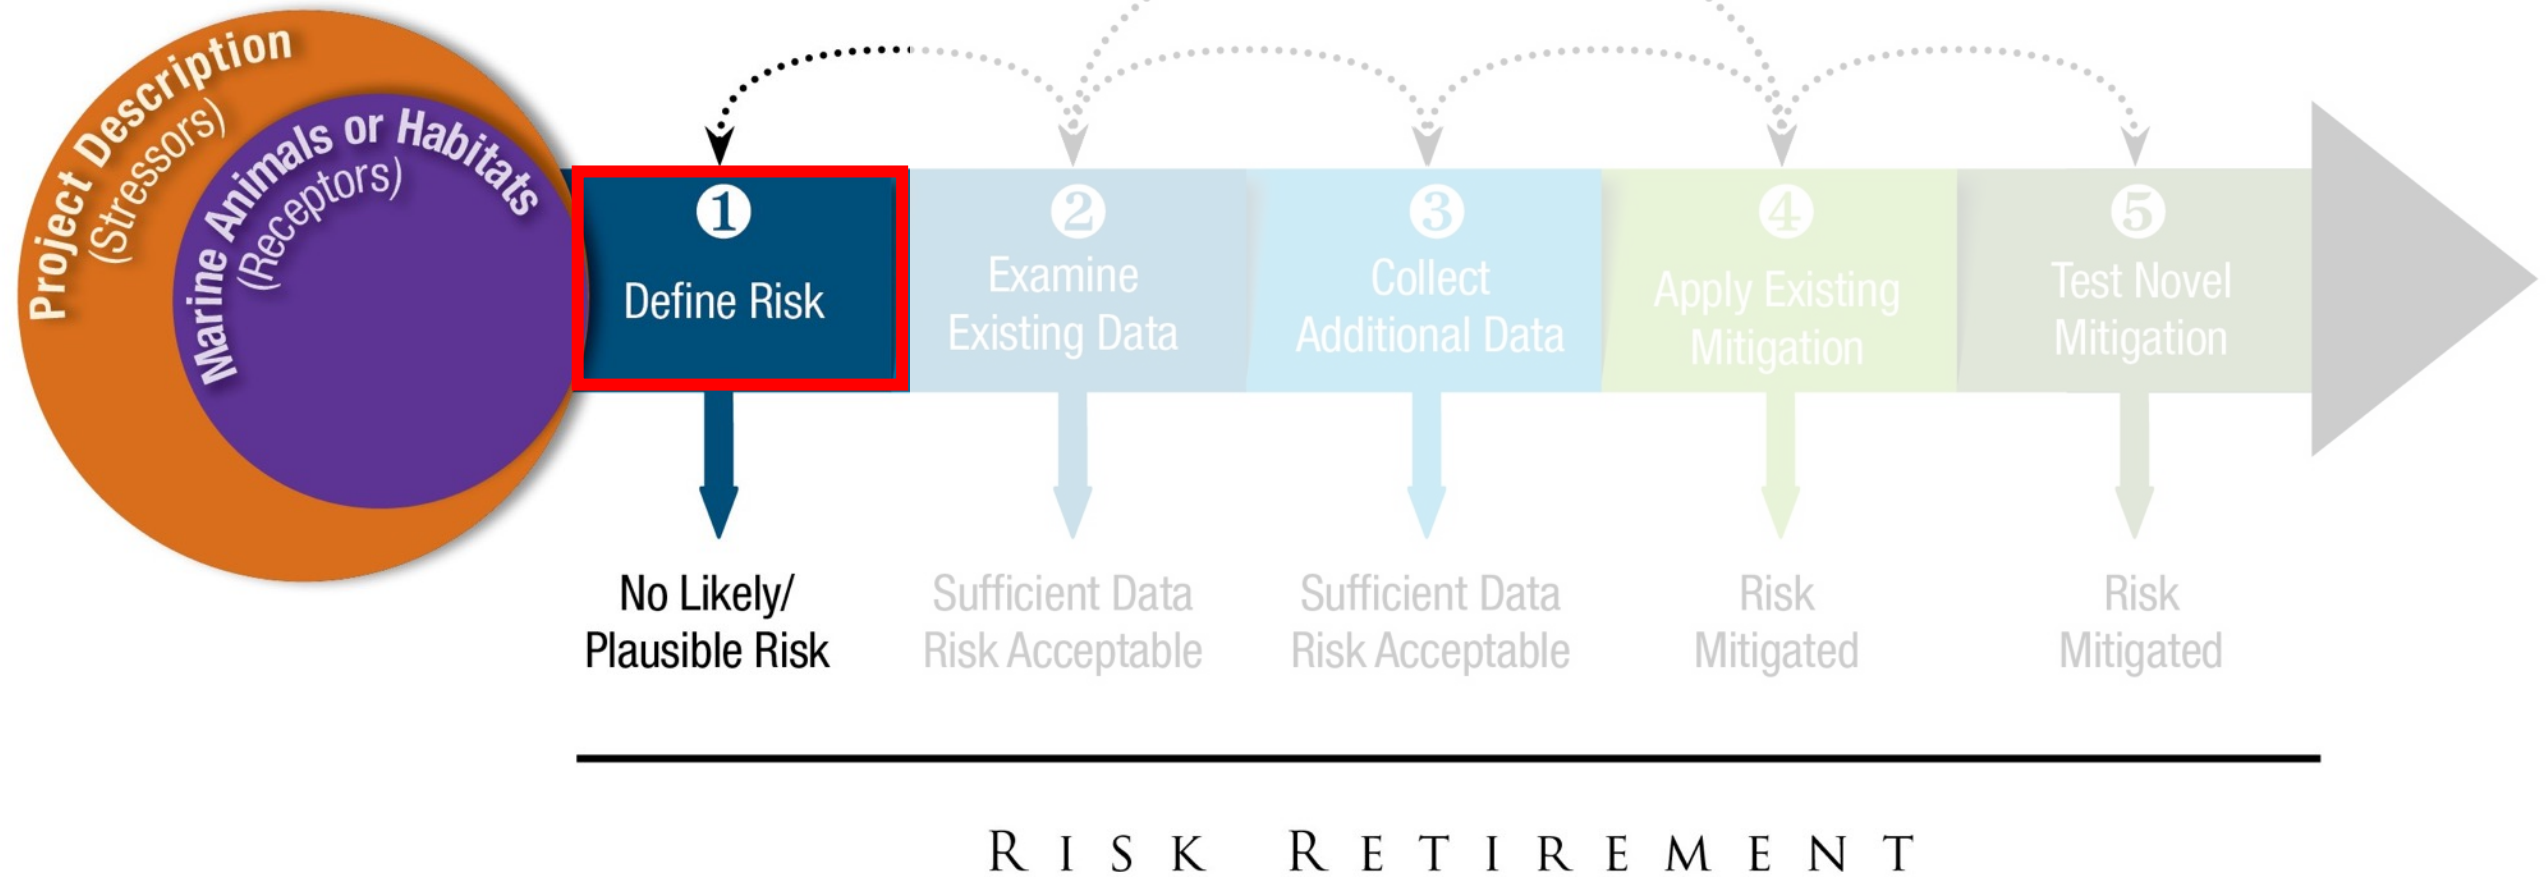 Project Description
(Stressors)
Marine Animals or Habitats
(Receptors)
1
Define Risk
2
Examine
Existing Data
3
Collect
Additional Data
4
Apply Existing
Mitigation
5
Test Novel
Mitigation
No Likely/
Plausible Risk
Sufficient Data
Risk Acceptable
Sufficient Data
Risk Acceptable
Risk
Mitigated
Risk
Mitigated
RISK RETIREMENT